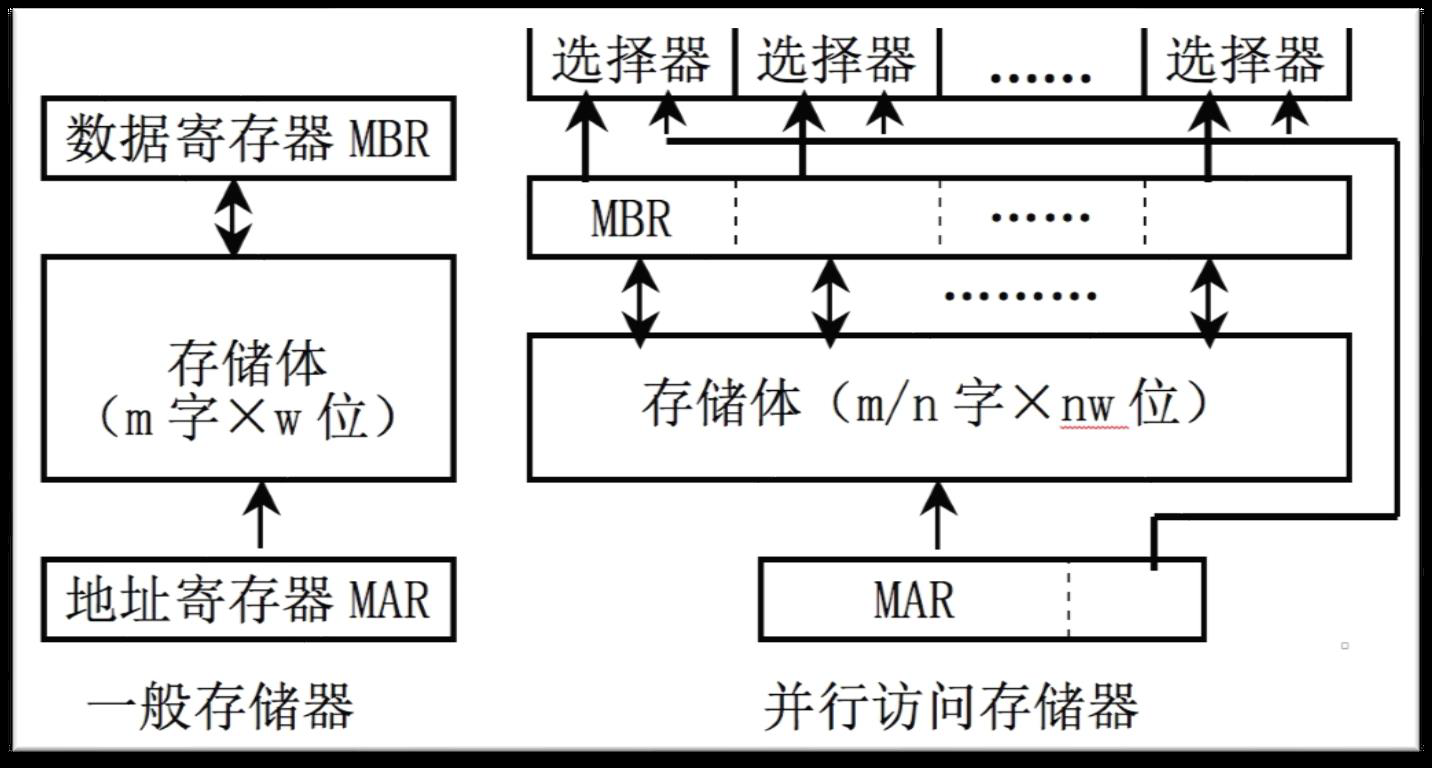 选择器 选择器 …… 选择器
数据寄存器 MBR
MBR ……
………
存储体
（m 字×w 位）
存储体（m/n 字×nw 位）
地址寄存器 MAR
MAR
一般存储器
并行访问存储器